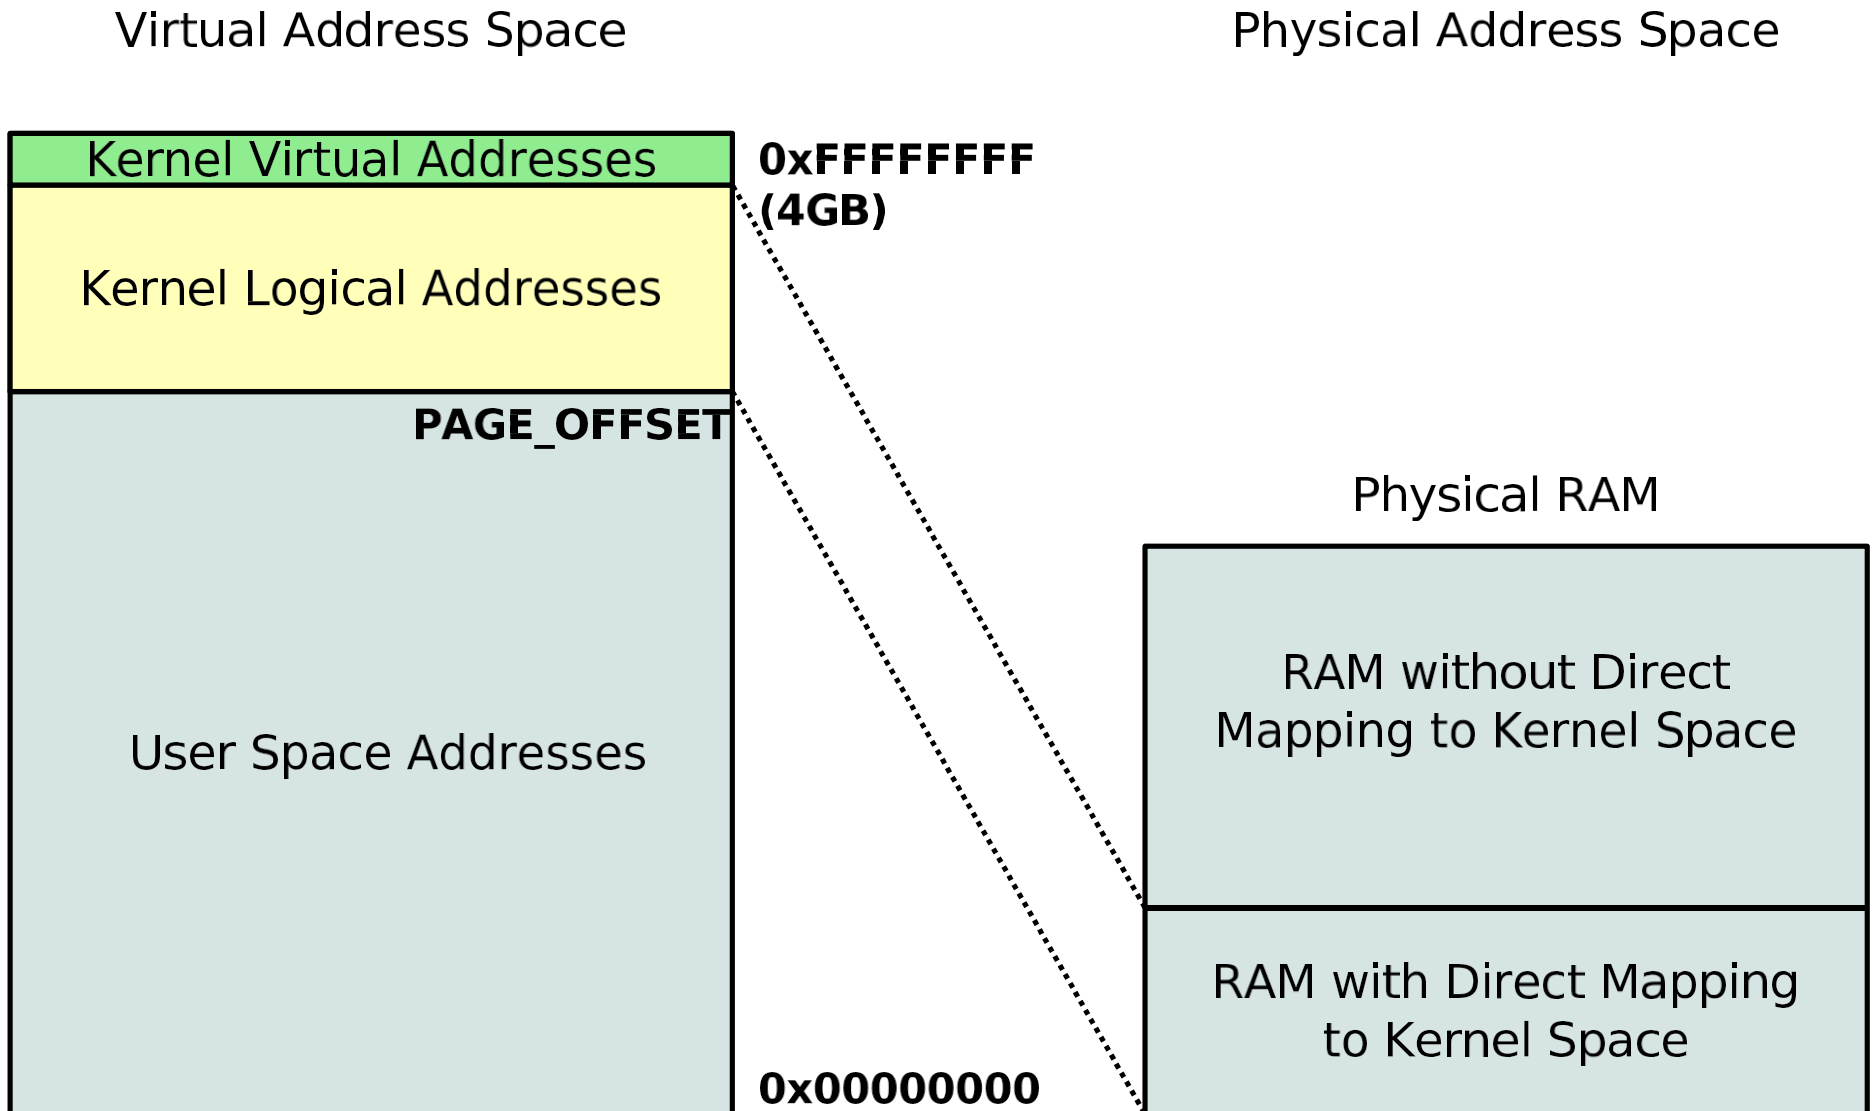 Virtual Address Space
Physical Address Space
Kernel Virtual Addresses
0xFFFFFFFF
(4GB)
Kernel Logical Addresses
PAGE_OFFSET
Physical RAM
RAM without Direct
Mapping to Kernel Space
User Space Addresses
RAM with Direct Mapping
to Kernel Space
0x00000000